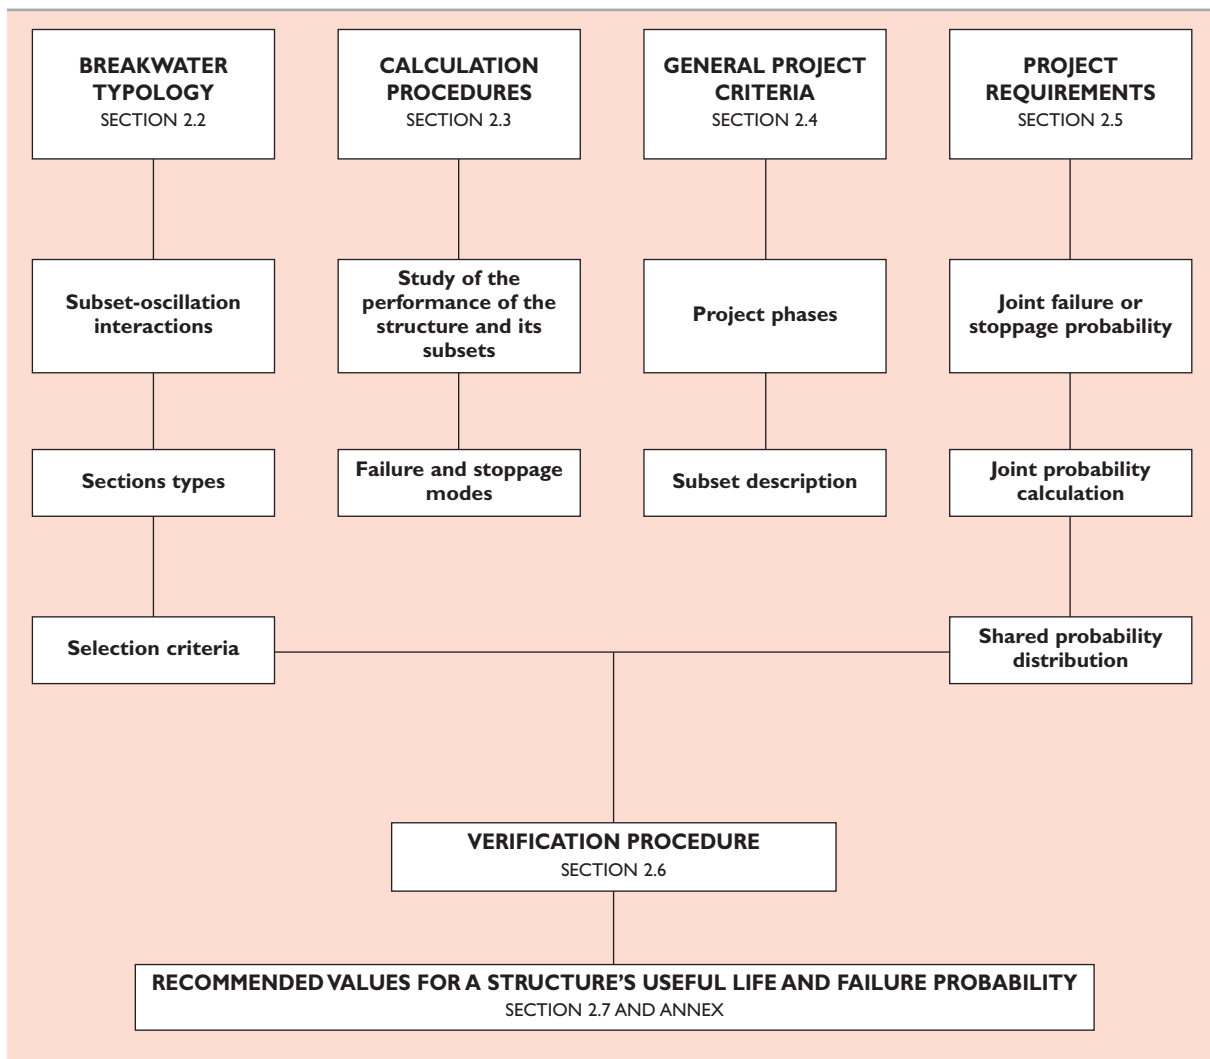 BREAKWATER
TYPOLOGY
SECTION 2.2
CALCULATION
PROCEDURES
SECTION 2.3
GENERAL PROJECT
CRITERIA
SECTION 2.4
PROJECT
REQUIREMENTS
SECTION 2.5
Subset-oscillation
interactions
Study of the
performance of the
structure and its
subsets
Project phases
Joint failure or
stoppage probability
Sections types
Failure and stoppage
modes
Subset description
Joint probability
calculation
Selection criteria
Shared probability
distribution
VERIFICATION PROCEDURE
SECTION 2.6
RECOMMENDED VALUES FOR A STRUCTURE'S USEFUL LIFE AND FAILURE PROBABILITY
SECTION 2.7 AND ANNEX